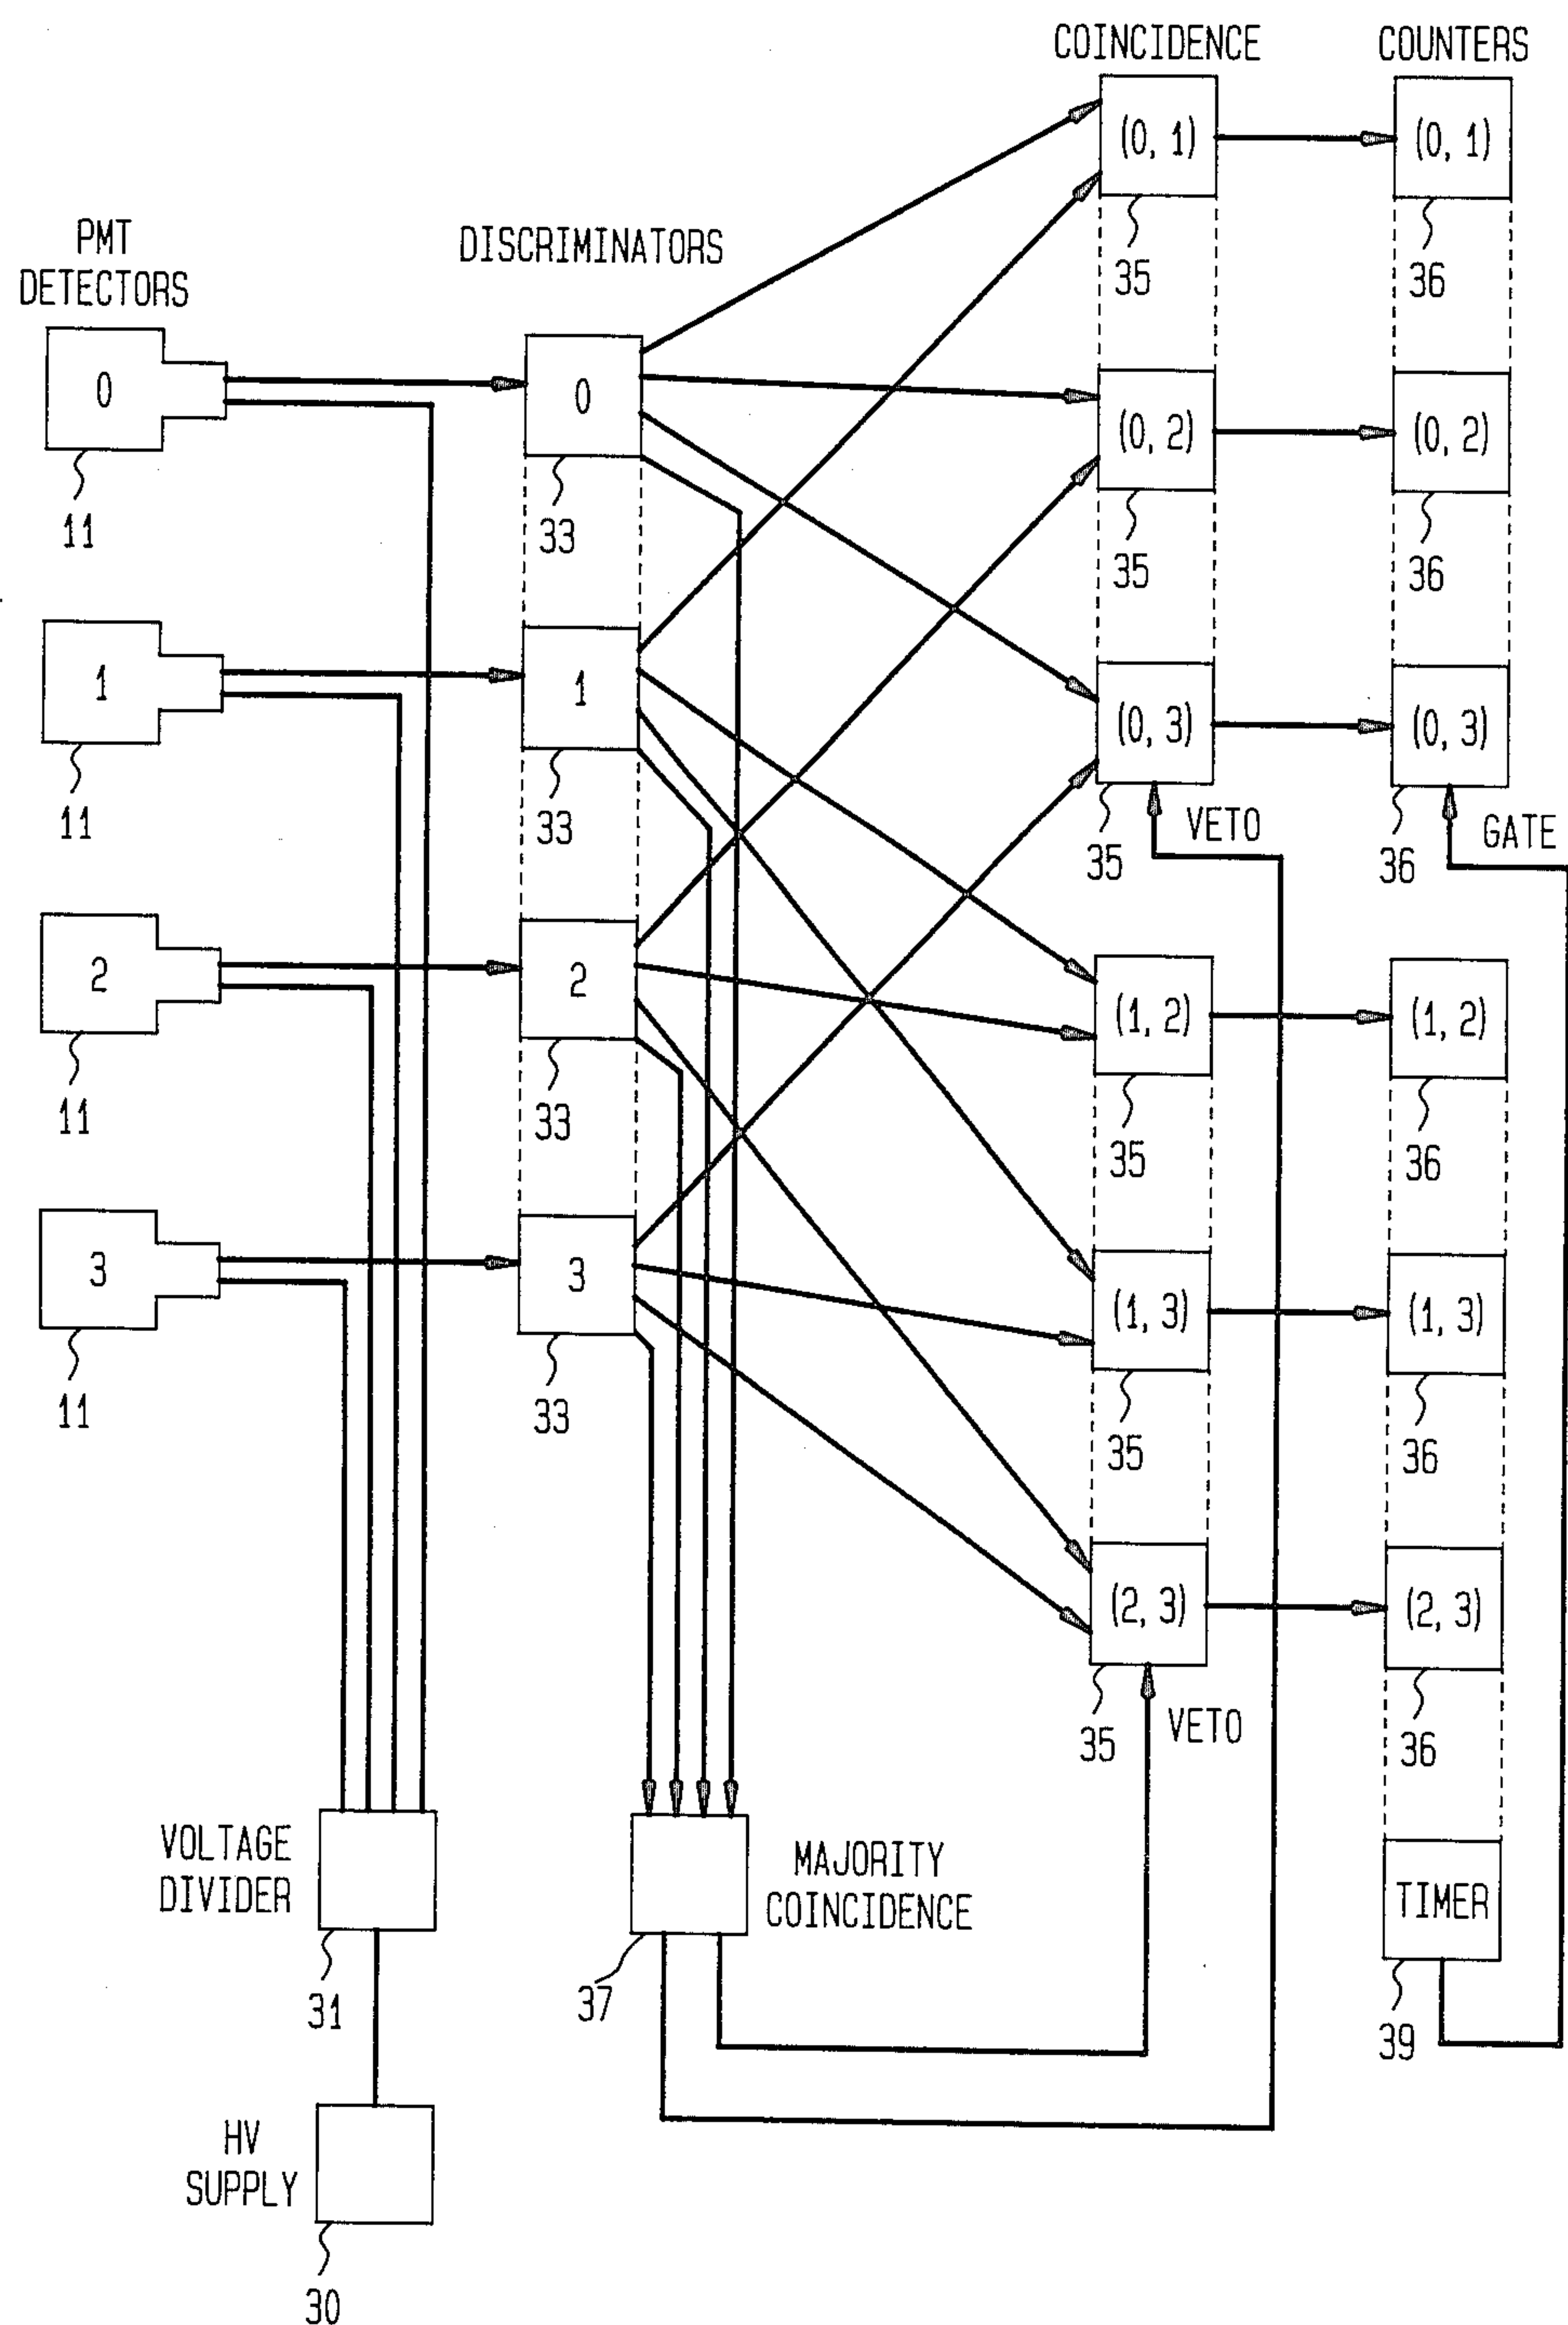 COINCIDENCE COUNTERS
(0, 1) (0, 1)
35 36
PMT
DETECTORS
DISCRIMINATORS
0 0
11 33
(0, 2) (0, 2)
35 36
1 1
11 33
(0, 3) (0, 3)
35 VETO 36 GATE
2 2
11 33
(1, 2) (1, 2)
35 36
3 3
11 33
(1, 3) (1, 3)
35 36
(2, 3) (2, 3)
35 VETO 36
VOLTAGE
DIVIDER
31
MAJORITY
COINCIDENCE
37
TIMER
39
HV
SUPPLY
30